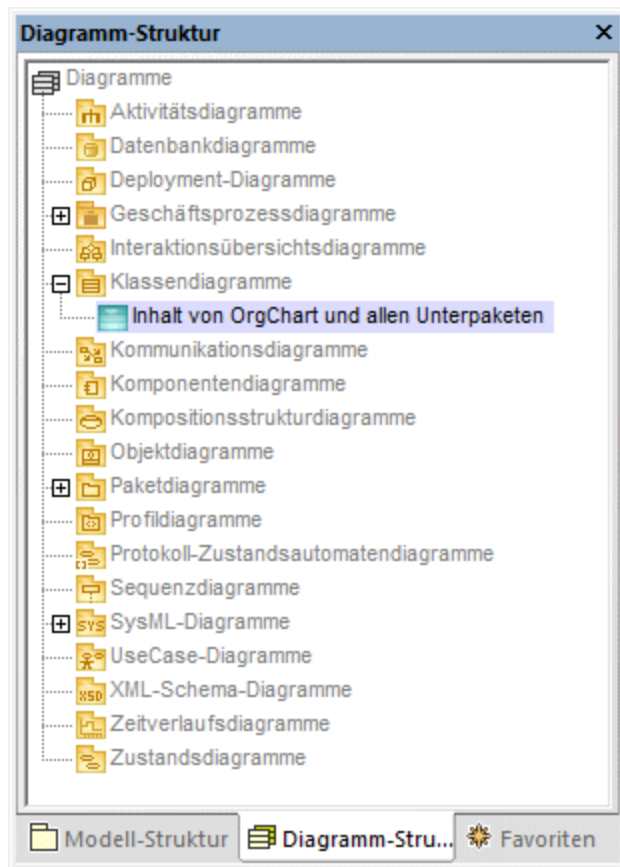 Diagramm-Struktur
Diagramme
Aktivitätsdiagramme
Datenbankdiagramme
Deployment-Diagramme
Geschäftsprozessdiagramme
Interaktionsübersichtsdiagramme
Klassendiagramme
Inhalt von OrgChart und allen Unterpaketen
Kommunikationsdiagramme
Komponentendiagramme
Kompositionsstrukturdiagramme
Objektdiagramme
Paketdiagramme
Profildiagramme
Protokoll-Zustandsautomatendiagramme
Sequenzdiagramme
SYS SysML-Diagramme
UseCase-Diagramme
XSD XML-Schema-Diagramme
Zeitverlaufsdiagramme
Zustandsdiagramme
Modell-Struktur Diagramm-Stru... Favoriten